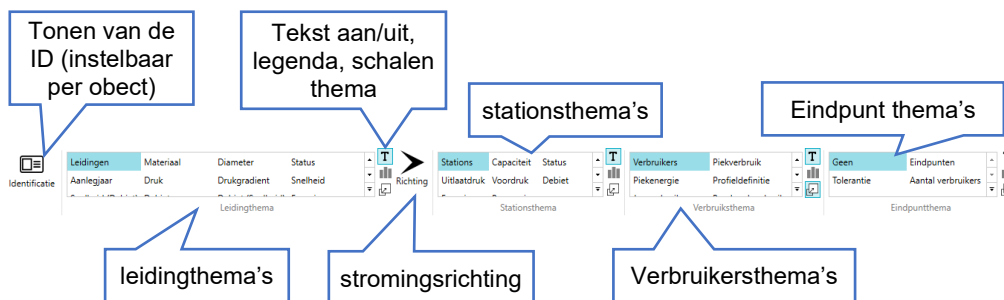 Tonen van de
ID (instelbaar
per obect)
Tekst aan/uit,
legenda, schalen
thema
stationsthema's
Eindpunt thema's
Identificatie
Leidingen Materiaal Diameter Status
Aanlegjaar Druk Drukgradient Snelheid
Leidingthema
T
Richting
Stations Capaciteit Status
Uitlaatdruk Voordruk Debiet
Stationsthema
T
Verbruikers Piekverbruik
Piekenergie Profieldefinitie
Verbruiksthema
T
Geen Eindpunten
Tolerantie Aantal verbruikers
Eindpuntthema
leidingthema's
stromingsrichting
Verbruikersthema's